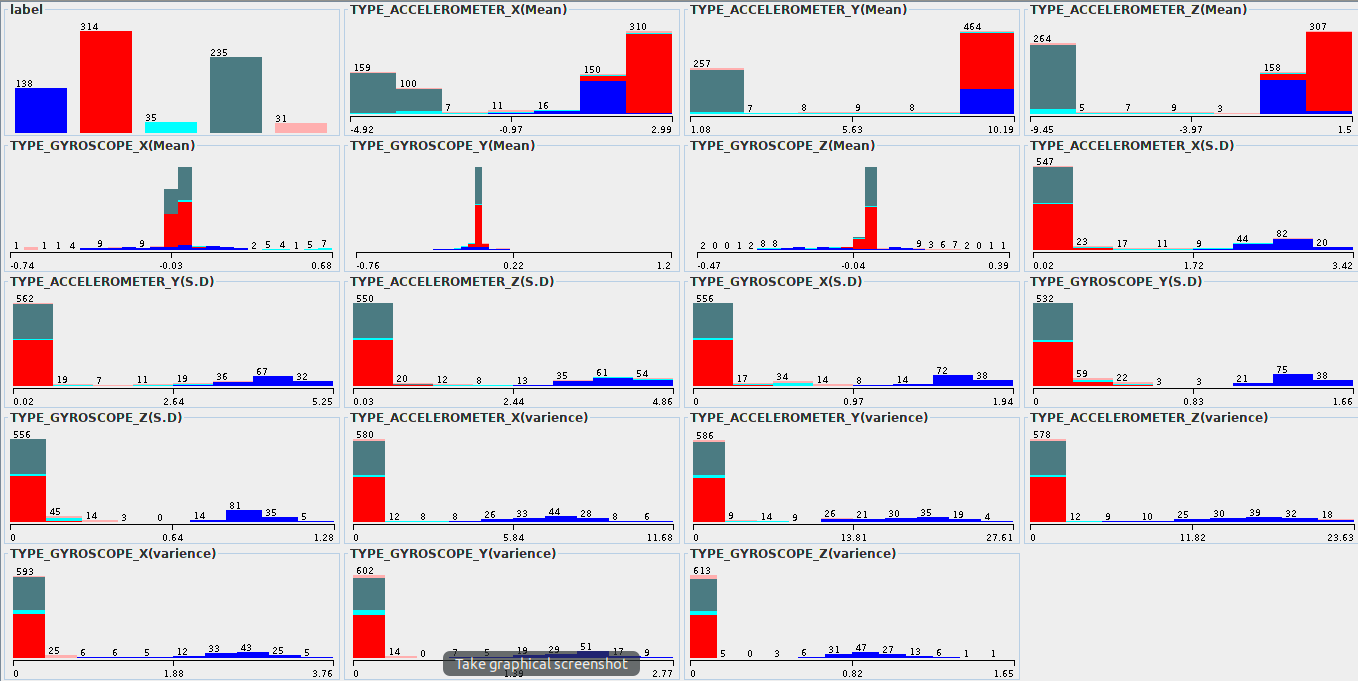 label
138 314 35 235 31
TYPE_ACCELEROMETER_X(Mean)
159 100 7 11 16 150 310
-4.92 -0.97 2.99
TYPE_ACCELEROMETER_Y(Mean)
257 7 8 9 8 464
1.08 5.63 10.19
TYPE_ACCELEROMETER_Z(Mean)
264 5 7 9 3 158 307
-9.45 -3.97 1.5
TYPE_GYROSCOPE_X(Mean)
1 1 1 4 9 9 2 5 4 1 5 7
-0.74 -0.03 0.68
TYPE_GYROSCOPE_Y(Mean)
-0.76 0.22 1.2
TYPE_GYROSCOPE_Z(Mean)
2 0 0 1 2 8 8 9 3 6 7 2 0 1 1
-0.47 -0.04 0.39
TYPE_ACCELEROMETER_X(S.D)
547 23 17 11 9 44 82 20
0.02 1.72 3.42
TYPE_ACCELEROMETER_Y(S.D)
562 19 7 11 19 36 67 32
0.02 2.64 5.25
TYPE_ACCELEROMETER_Z(S.D)
550 20 12 8 13 35 61 54
0.03 2.44 4.86
TYPE_GYROSCOPE_X(S.D)
556 17 34 14 8 14 72 38
0 0.97 1.94
TYPE_GYROSCOPE_Y(S.D)
532 59 22 3 3 21 75 38
0 0.83 1.66
TYPE_GYROSCOPE_Z(S.D)
556 45 14 3 0 14 81 35 5
0 0.64 1.28
TYPE_ACCELEROMETER_X(varience)
580 12 8 8 26 33 44 28 8 6
0 5.84 11.68
TYPE_ACCELEROMETER_Y(varience)
586 9 14 9 26 21 30 35 19 4
0 13.81 27.61
TYPE_ACCELEROMETER_Z(varience)
578 12 9 10 25 30 39 32 18
0 11.82 23.63
TYPE_GYROSCOPE_X(varience)
593 25 6 6 5 12 33 43 25 5
0 1.88 3.76
TYPE_GYROSCOPE_Y(varience)
602 14 0 7 5 19 29 51 17 9
Take graphical screenshot
0 1.39 2.77
TYPE_GYROSCOPE_Z(varience)
613 5 0 3 6 31 47 27 13 6 1 1
0 0.82 1.65